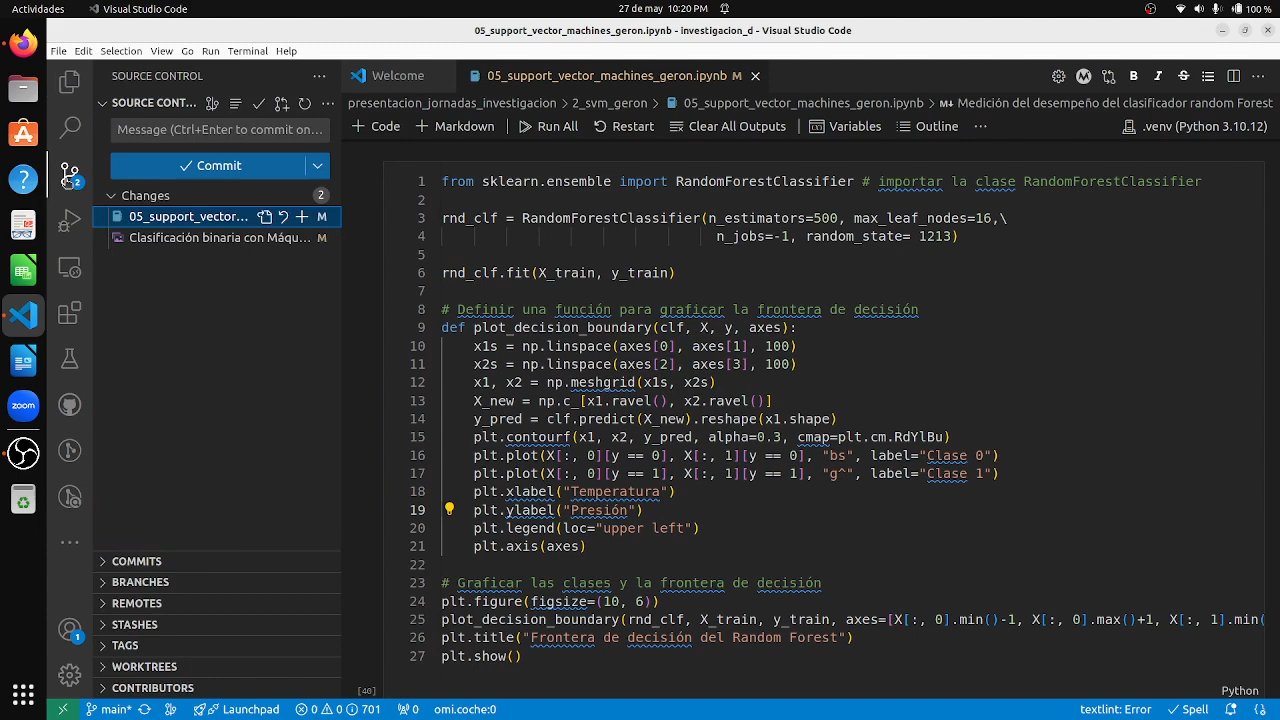 Actividades
Visual Studio Code
27 de may 10:20 PM
100 %
05_support_vector_machines_geron.ipynb - investigacion_d - Visual Studio Code
File Edit Selection View Go Run Terminal Help
SOURCE CONTROL
Welcome
05_support_vector_machines_geron.ipynb M
SOURCE CONT...
presentacion_jornadas_investigacion > 2_svm_geron > 05_support_vector_machines_geron.ipynb > Medición del desempeño del clasificador random Forest
Message (Ctrl+Enter to commit on...
Code Markdown Run All Restart Clear All Outputs Variables Outline ... .venv (Python 3.10.12)
Commit
Changes 2
05_support_vector... M
Clasificación binaria con Máqu... M
1 from sklearn.ensemble import RandomForestClassifier # importar la clase RandomForestClassifier
2
3 rnd_clf = RandomForestClassifier(n_estimators=500, max_leaf_nodes=16,\
4 n_jobs=-1, random_state= 1213)
5
6 rnd_clf.fit(X_train, y_train)
7
8 # Definir una función para graficar la frontera de decisión
9 def plot_decision_boundary(clf, X, y, axes):
10 x1s = np.linspace(axes[0], axes[1], 100)
11 x2s = np.linspace(axes[2], axes[3], 100)
12 x1, x2 = np.meshgrid(x1s, x2s)
13 X_new = np.c_[x1.ravel(), x2.ravel()]
14 y_pred = clf.predict(X_new).reshape(x1.shape)
15 plt.contourf(x1, x2, y_pred, alpha=0.3, cmap=plt.cm.RdYlBu)
16 plt.plot(X[:, 0][y == 0], X[:, 1][y == 0], "bs", label="Clase 0")
17 plt.plot(X[:, 0][y == 1], X[:, 1][y == 1], "g^", label="Clase 1")
18 plt.xlabel("Temperatura")
19 plt.ylabel("Presión")
20 plt.legend(loc="upper left")
21 plt.axis(axes)
22
23 # Graficar las clases y la frontera de decisión
24 plt.figure(figsize=(10, 6))
25 plot_decision_boundary(rnd_clf, X_train, y_train, axes=[X[:, 0].min()-1, X[:, 0].max()+1, X[:, 1].min(
26 plt.title("Frontera de decisión del Random Forest")
27 plt.show()
[40]
Python
COMMITS
BRANCHES
REMOTES
STASHES
TAGS
WORKTREES
CONTRIBUTORS
2
1
zoom
main*
Launchpad
0 0 701
0
omi.coche:0
textlint: Error
Spell